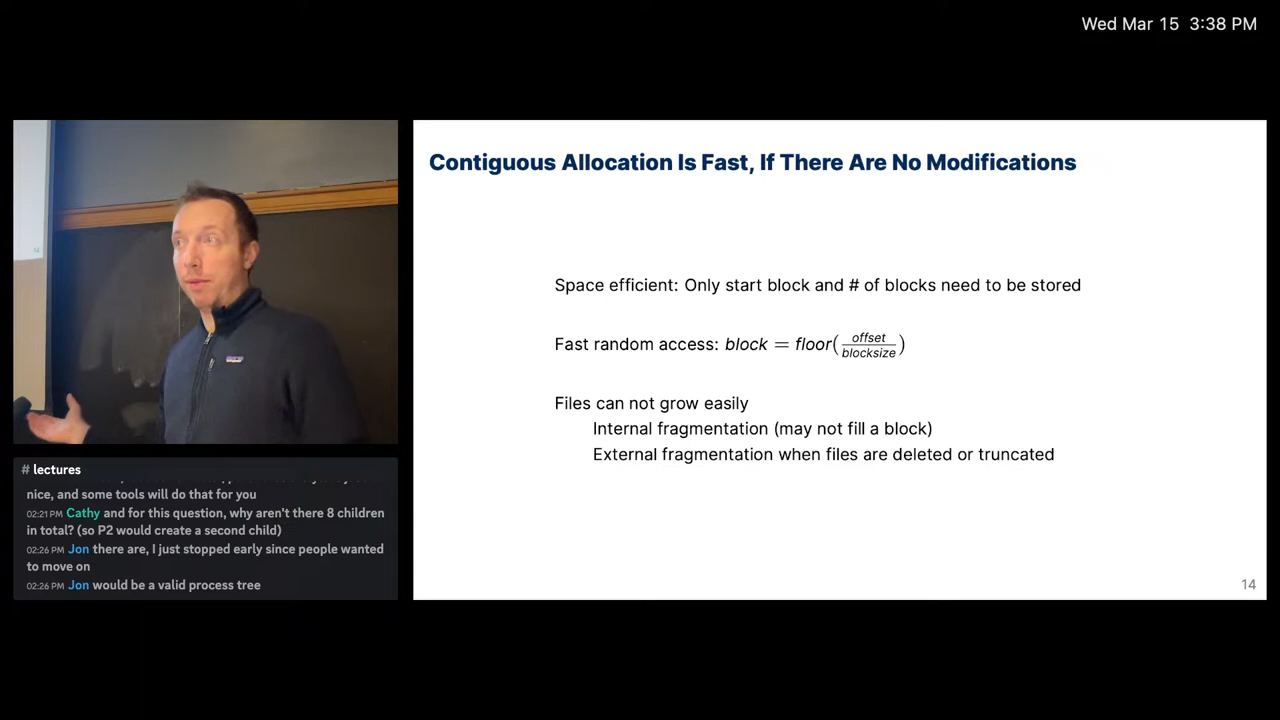 Wed Mar 15 3:38 PM
Contiguous Allocation Is Fast, If There Are No Modifications
Space efficient: Only start block and # of blocks need to be stored
Fast random access: block = floor(offset/blocksize)
Files can not grow easily
Internal fragmentation (may not fill a block)
External fragmentation when files are deleted or truncated
14
# lectures
nice, and some tools will do that for you
02:21 PM Cathy and for this question, why aren't there 8 children
in total? (so P2 would create a second child)
02:26 PM Jon there are, I just stopped early since people wanted
to move on
02:26 PM Jon would be a valid process tree